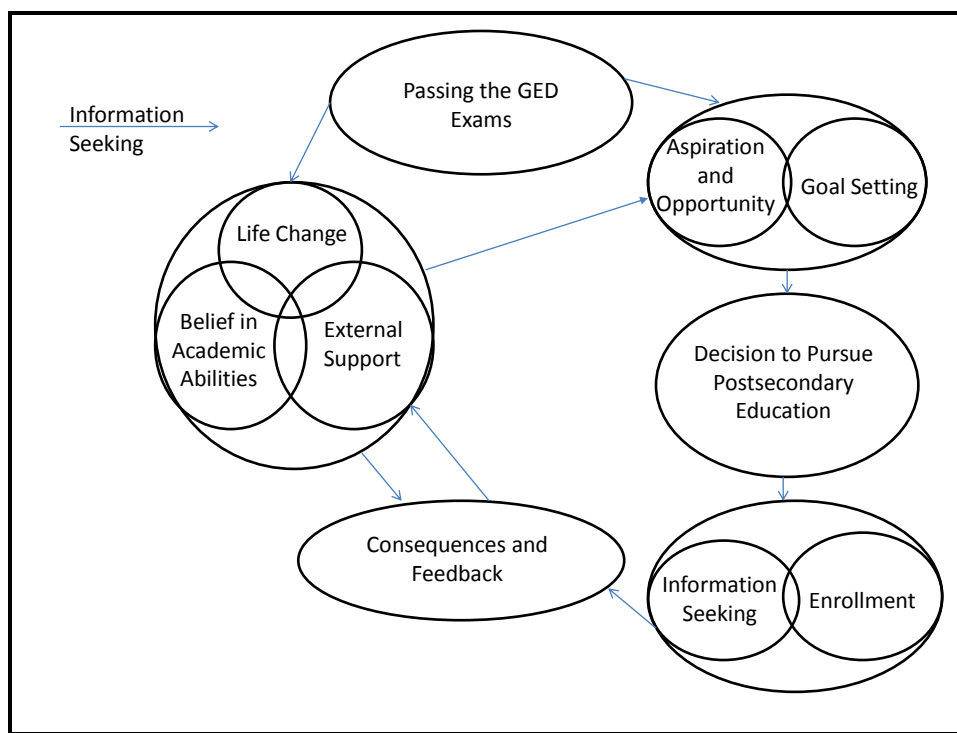 Passing the GED
Exams
Information
Seeking
Aspiration
and
Opportunity
Goal Setting
Life Change
Belief in
Academic
Abilities
External
Support
Decision to Pursue
Postsecondary
Education
Consequences and
Feedback
Information
Seeking
Enrollment